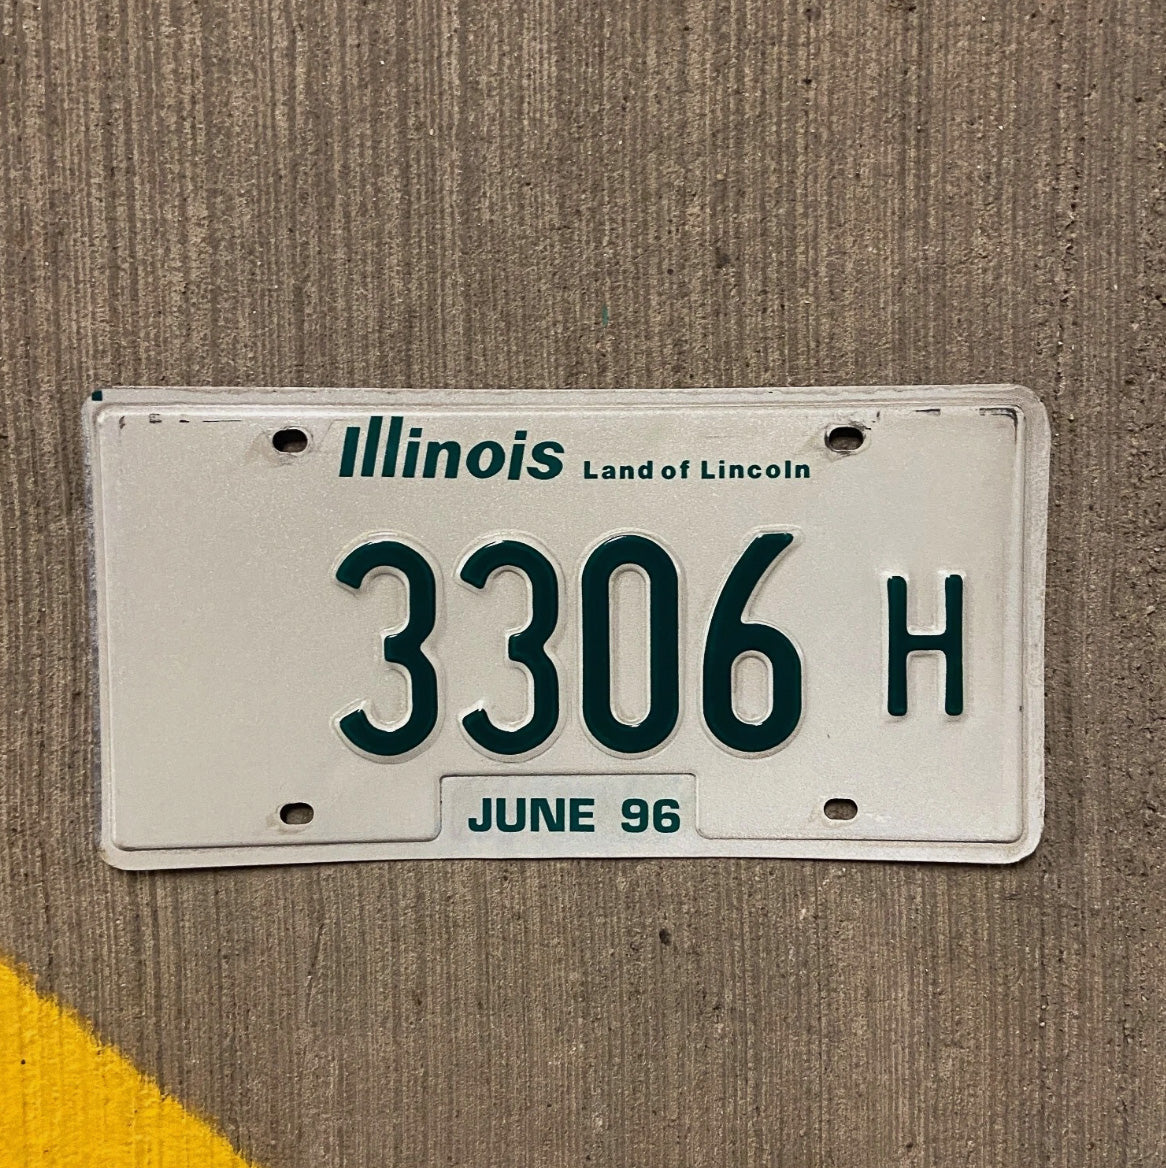 Illinois Land of Lincoln
3306 H
JUNE 96